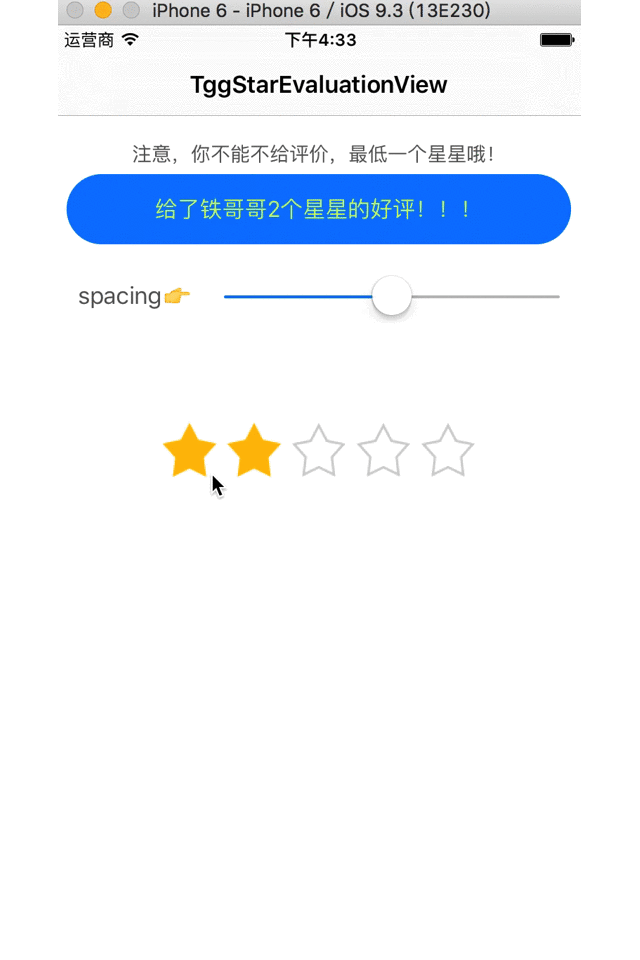 iPhone 6 - iPhone 6 / iOS 9.3 (13E230)
运营商 下午4:33
TggStarEvaluationView
注意，你不能不给评价，最低一个星星哦！
给了铁哥哥2个星星的好评！！！
spacing👉